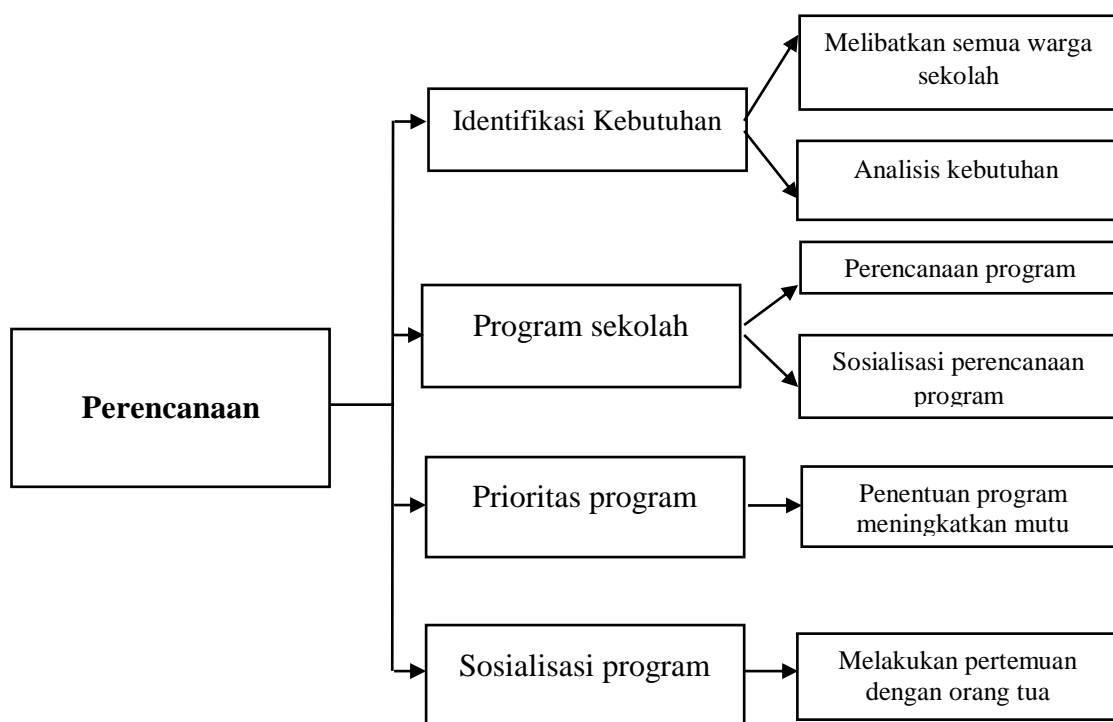 Melibatkan semua warga
sekolah
Identifikasi Kebutuhan
Analisis kebutuhan
Perencanaan program
Program sekolah
Sosialisasi perencanaan
program
Perencanaan
Prioritas program
Penentuan program
meningkatkan mutu
Sosialisasi program
Melakukan pertemuan
dengan orang tua